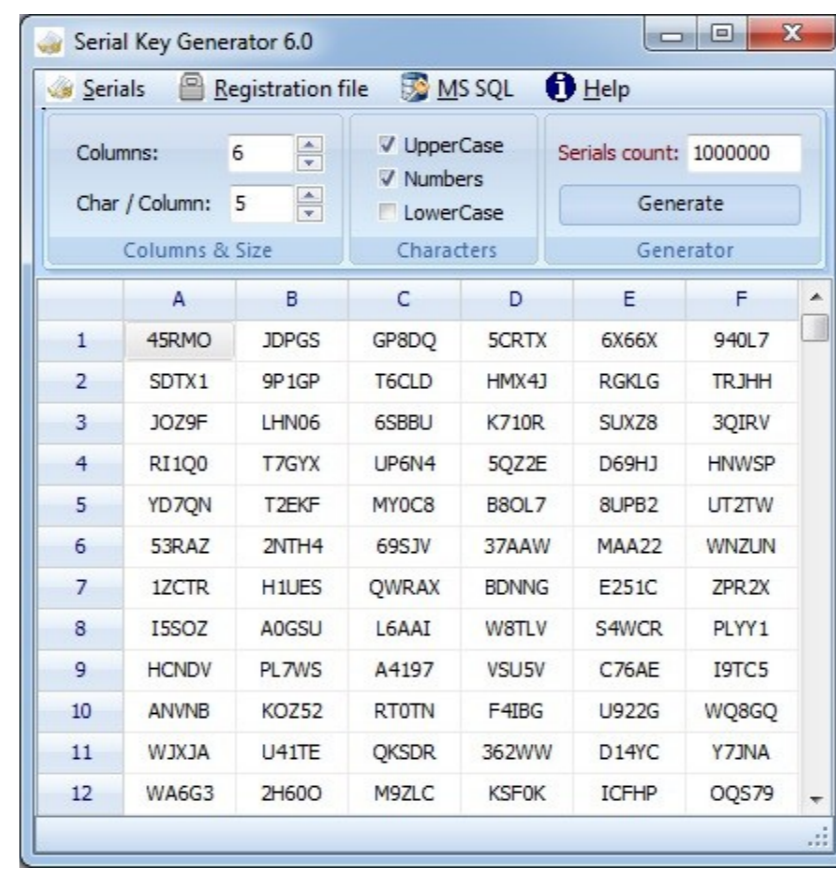 Serial Key Generator 6.0
Serials Registration file MS SQL Help
Columns: 6 UpperCase Serials count: 1000000
Numbers
Char / Column: 5 LowerCase Generate
Columns & Size Characters Generator
A B C D E F
1 45RMO JDPGS GP8DQ 5CRTX 6X66X 940L7
2 SDTX1 9P1GP T6CLD HMX4J RGKLG TRJHH
3 JOZ9F LHN06 6SBBU K710R SUXZ8 3QIRV
4 RI1Q0 T7GYX UP6N4 5QZ2E D69HJ HNWSP
5 YD7QN T2EKF MY0C8 B8OL7 8UPB2 UT2TW
6 53RAZ 2NTH4 69SJV 37AAW MAA22 WNZUN
7 1ZCTR H1UES QWRAX BDNNG E251C ZPR2X
8 I5SOZ A0GSU L6AAI W8TLV S4WCR PLYY1
9 HCNDV PL7WS A4197 VSU5V C76AE I9TC5
10 ANVNB KOZ52 RT0TN F4IBG U922G WQ8GQ
11 WJXJA U41TE QKSDR 362WW D14YC Y7JNA
12 WA6G3 2H60O M9ZLC KSF0K ICFHP OQS79